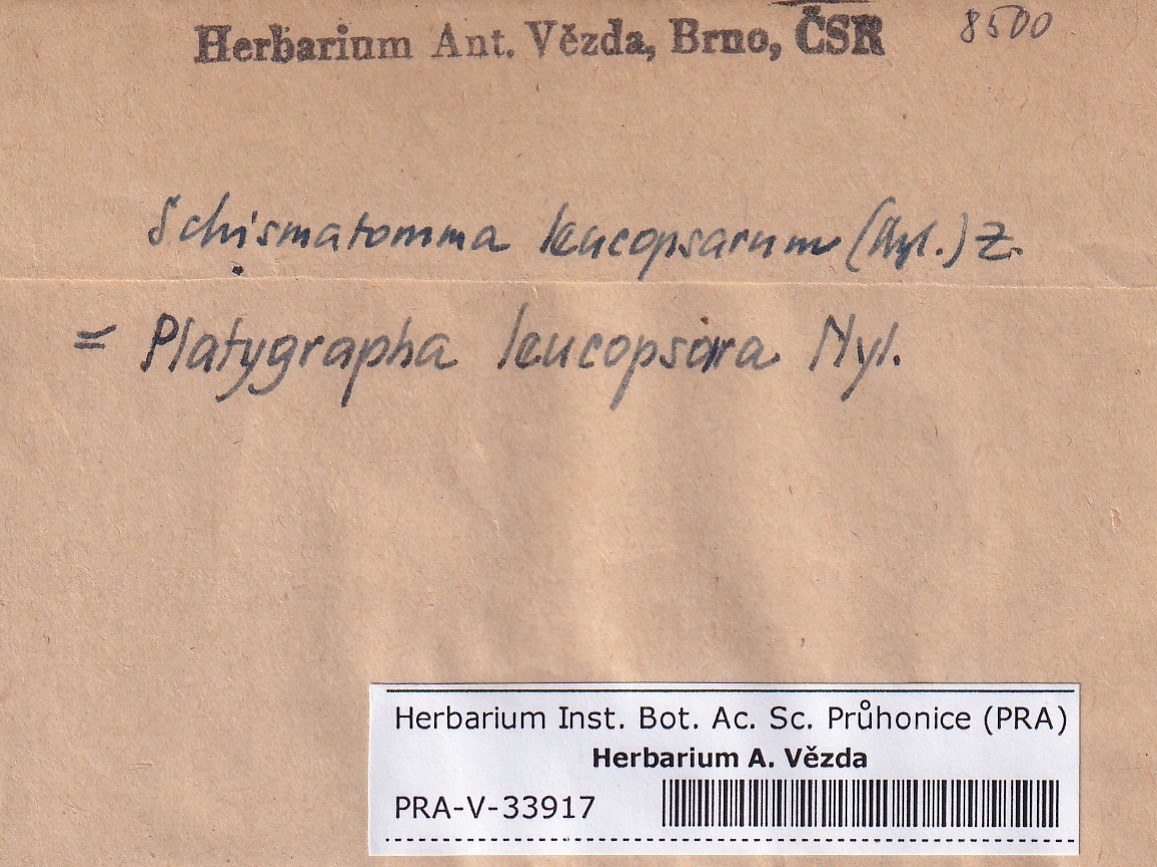 Herbarium Ant. Vězda, Brno, ČSR 8500
Schismatomma leucopsarum (Nyl.) Z.
= Platygrapha leucopsara Nyl.
Herbarium Inst. Bot. Ac. Sc. Průhonice (PRA)
Herbarium A. Vězda
PRA-V-33917